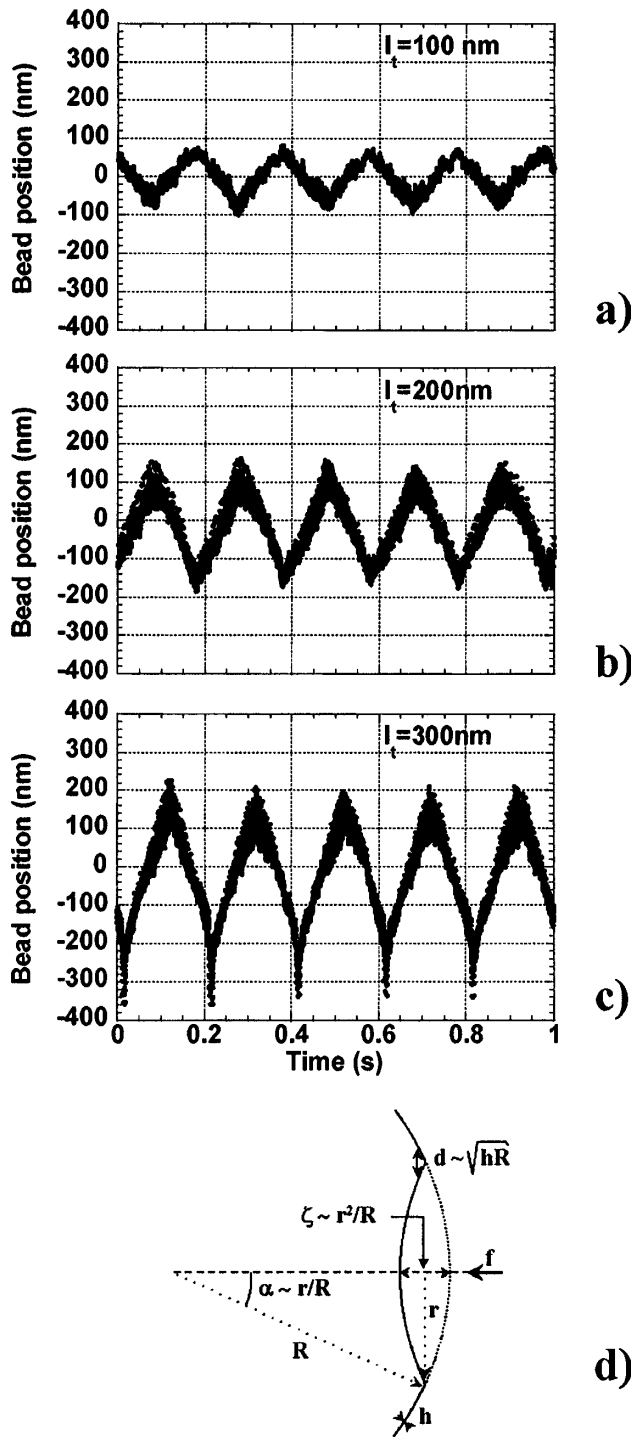 400
300
200
100
0
-100
-200
-300
-400
Bead position (nm)
l_t=100 nm
a)
400
300
200
100
0
-100
-200
-300
-400
Bead position (nm)
l_t=200nm
b)
400
300
200
100
0
-100
-200
-300
-400
Bead position (nm)
l_t=300nm
c)
0 0.2 0.4 0.6 0.8 1
Time (s)
d ~ √hR
ζ ~ r²/R
f
α ~ r/R
r
R
h
d)